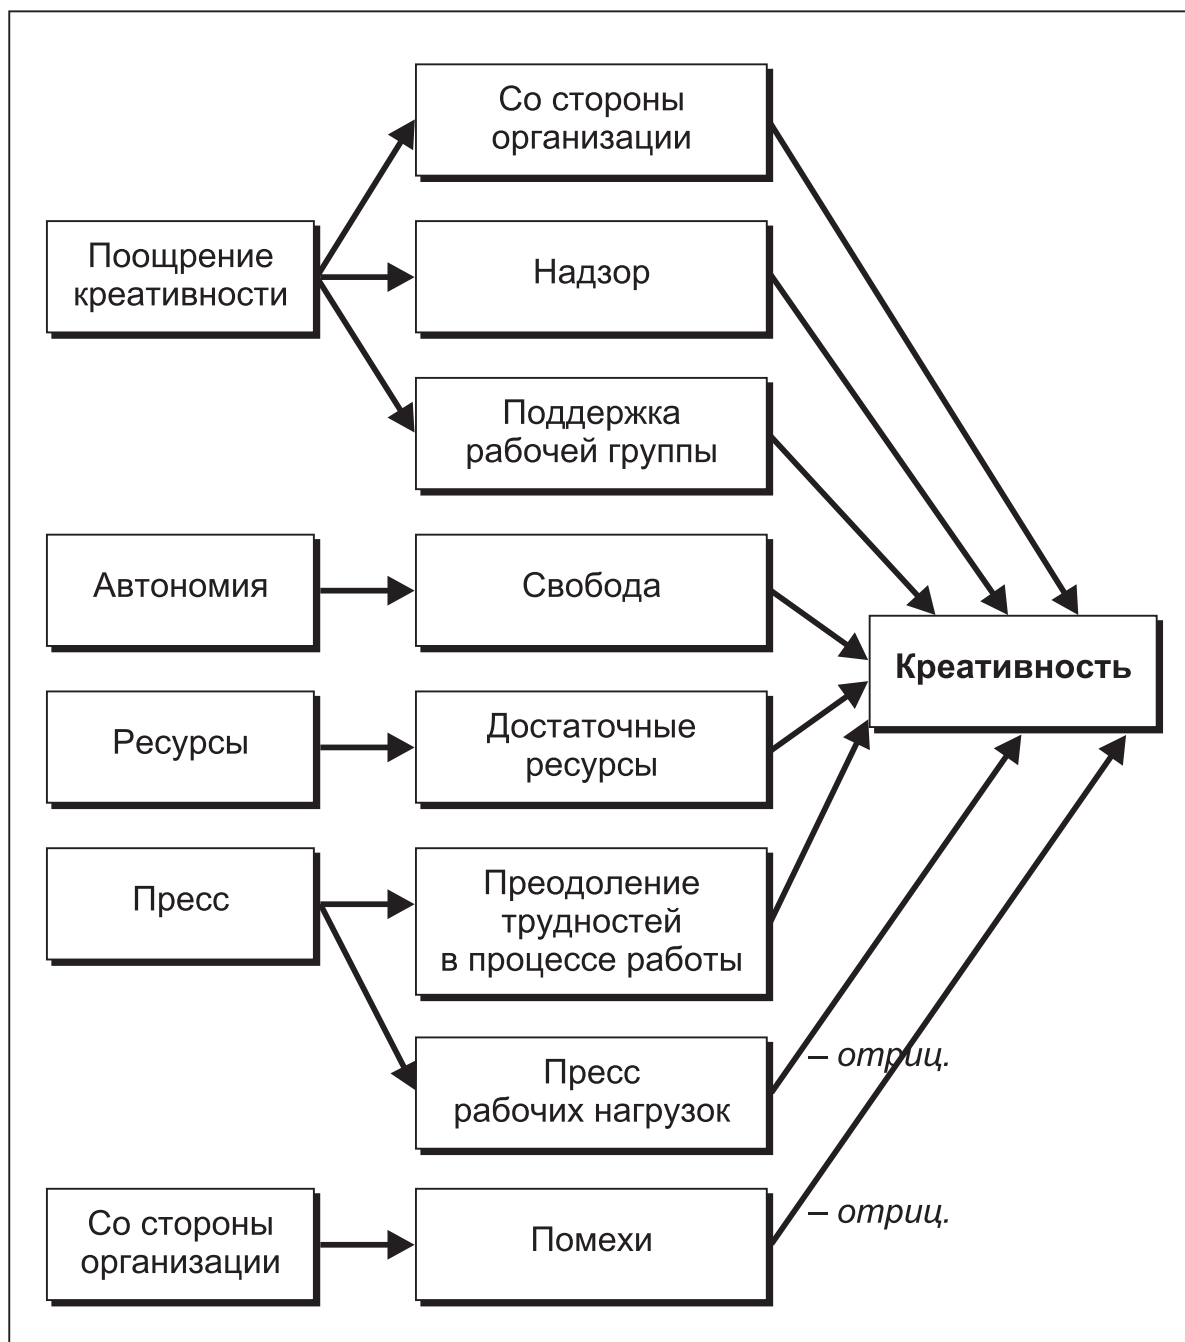 Со стороны
организации
Поощрение
креативности
Надзор
Поддержка
рабочей группы
Автономия
Свобода
Креативность
Ресурсы
Достаточные
ресурсы
Пресс
Преодоление
трудностей
в процессе работы
Пресс
рабочих нагрузок
– отриц.
Со стороны
организации
Помехи
– отриц.